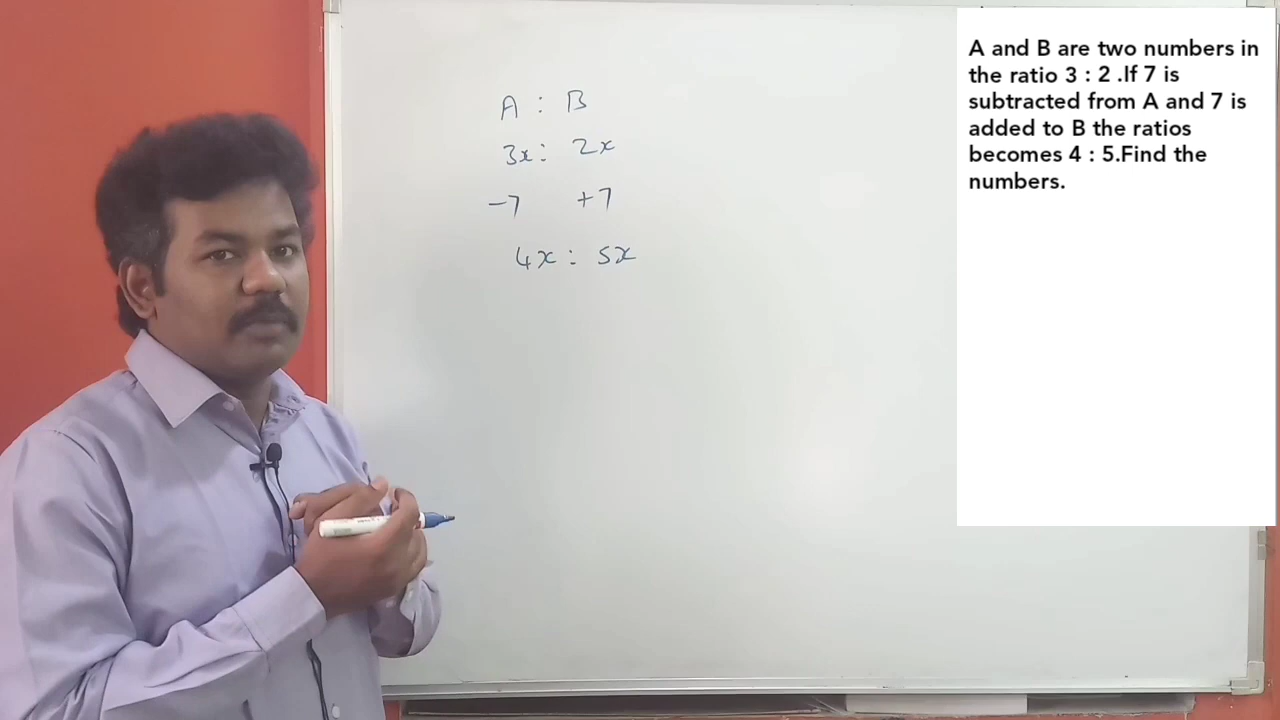 A : B
3x : 2x
-7 +7
4x : 5x
A and B are two numbers in
the ratio 3 : 2 .If 7 is
subtracted from A and 7 is
added to B the ratios
becomes 4 : 5.Find the
numbers.